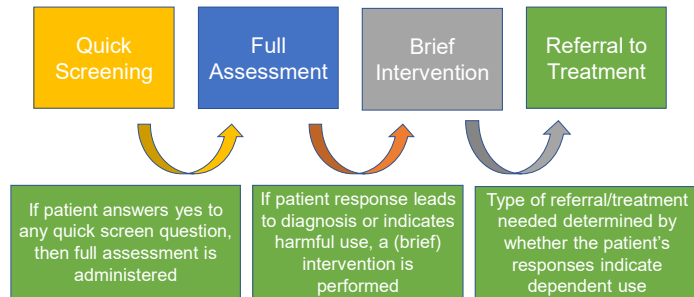 Quick
Screening
Full
Assessment
Brief
Intervention
Referral to
Treatment
If patient answers yes to
any quick screen question,
then full assessment is
administered
If patient response leads
to diagnosis or indicates
harmful use, a (brief)
intervention is
performed
Type of referral/treatment
needed determined by
whether the patient’s
responses indicate
dependent use